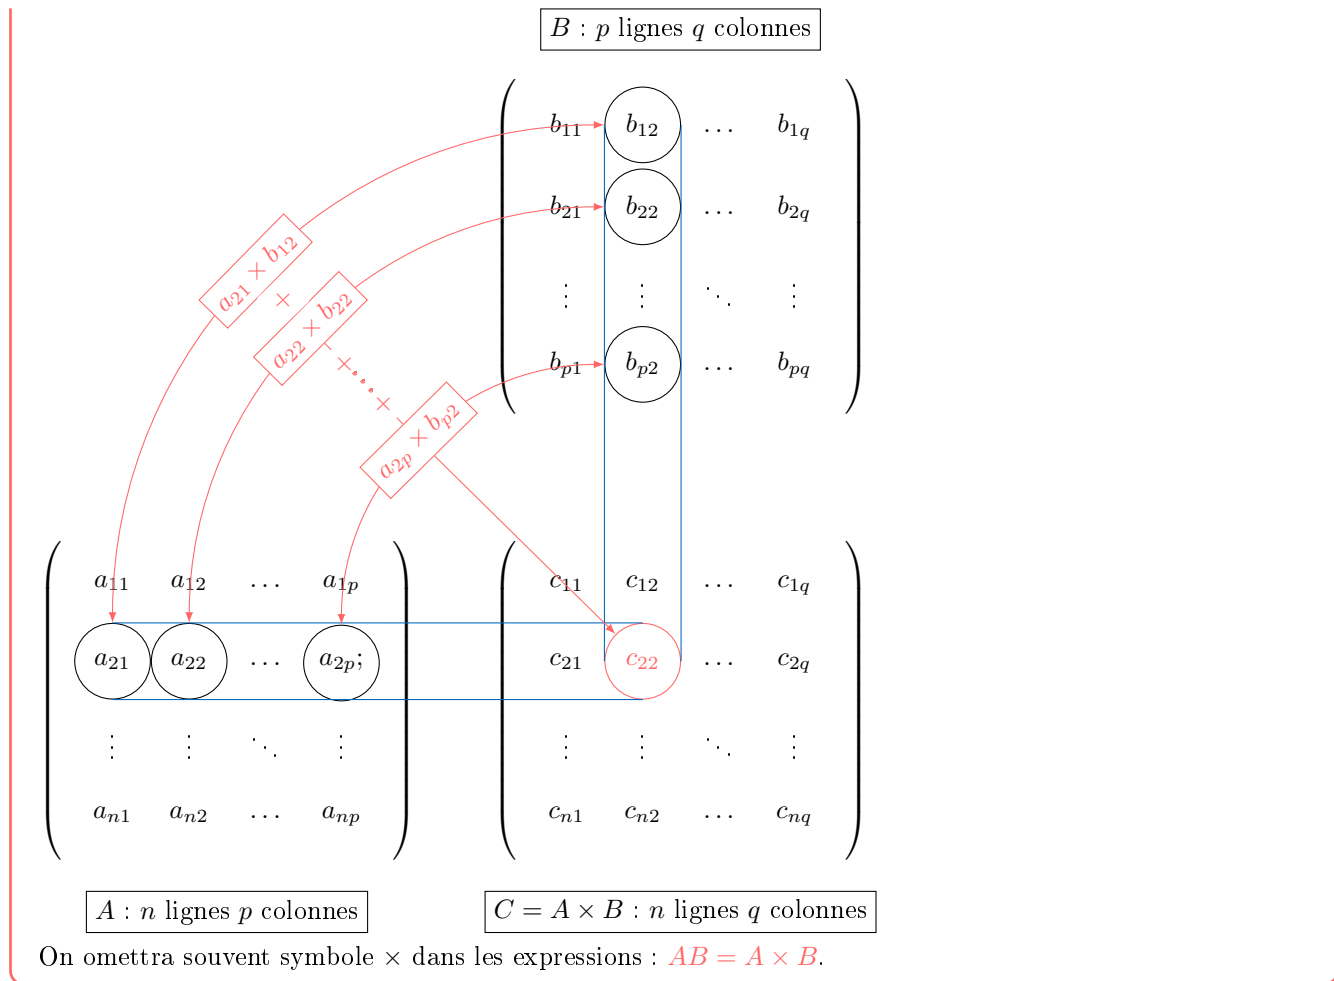 B : p lignes q colonnes
b₁₁ b₁₂ … b₁q
b₂₁ b₂₂ … b₂q
⋮ ⋮ ⋱ ⋮
bₚ₁ bₚ₂ … bₚq
a₂₁ × b₁₂
+
a₂₂ × b₂₂
+ ⋯ +
a₂ₚ × bₚ₂
a₁₁ a₁₂ … a₁ₚ
a₂₁ a₂₂ … a₂ₚ;
⋮ ⋮ ⋱ ⋮
aₙ₁ aₙ₂ … aₙₚ
c₁₁ c₁₂ … c₁q
c₂₁ c₂₂ … c₂q
⋮ ⋮ ⋱ ⋮
cₙ₁ cₙ₂ … cₙq
A : n lignes p colonnes
C = A × B : n lignes q colonnes
On omettra souvent symbole × dans les expressions : AB = A × B.